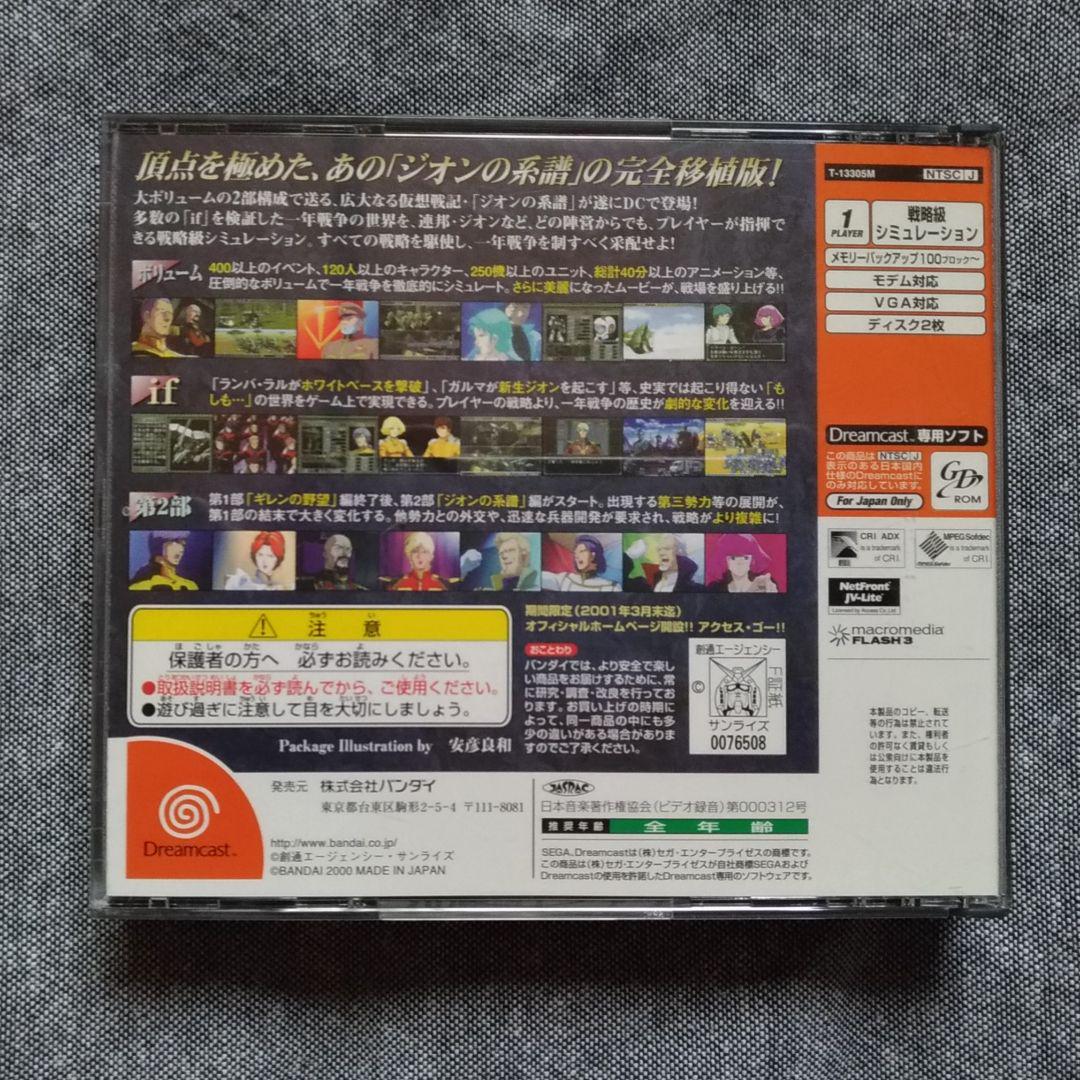 頂点を極めた、あの「ジオンの系譜」の完全移植版!
大ボリュームの2部構成で送る、広大なる仮想戦記・「ジオンの系譜」が遂にDCで登場!
多数の「if」を検証した一年戦争の世界を、連邦・ジオンなど、どの陣営からでも、プレイヤーが指揮で
きる戦略級シミュレーション。すべての戦略を駆使し、一年戦争を制すべく采配せよ!
ボリューム
400以上のイベント、120人以上のキャラクター、250機以上のユニット、総計40分以上のアニメーション等、
圧倒的なボリュームで一年戦争を徹底的にシミュレート。さらに美麗になったムービーが、戦場を盛り上げる!!
if
「ランバ・ラルがホワイトベースを撃破」、「ガルマが新生ジオンを起こす」等、史実では起こり得ない「も
しも…」の世界をゲーム上で実現できる。プレイヤーの戦略より、一年戦争の歴史が劇的な変化を迎える!!
第2部
第1部「ギレンの野望」編終了後、第2部「ジオンの系譜」編がスタート。出現する第三勢力等の展開が、
第1部の結末で大きく変化する。他勢力との外交や、迅速な兵器開発が要求され、戦略がより複雑に!
注意
ちゅう い
ほごしゃ かた かなら よ
保護者の方へ 必ずお読みください。
●取扱説明書を必ず読んでから、ご使用ください。
●遊び過ぎに注意して目を大切にしましょう。
Package Illustration by 安彦良和
期間限定(2001年3月末迄)
オフィシャルホームページ開設!! アクセス・ゴー!!
おことわり
バンダイでは、より安全で楽し
い商品をお届けするために、常
に研究・調査・改良を行ってお
ります。お買い上げの時期
によって、同一商品の中にも多
少の違いがある場合がありま
すのでご了承ください。
創通エージェンシー
©
証紙
サンライズ
0076508
Dreamcast™
発売元 株式会社バンダイ
東京都台東区駒形2-5-4 〒111-8081
http://www.bandai.co.jp/
©創通エージェンシー・サンライズ
©BANDAI 2000 MADE IN JAPAN
JASRAC
日本音楽著作権協会(ビデオ録音)第000312号
推奨年齢 全年齢
SEGA、Dreamcastは(株)セガ・エンタープライゼスの商標です。
この商品は(株)セガ・エンタープライゼスが自社商標SEGAおよび
Dreamcastの使用を許諾したDreamcast専用のソフトウェアです。
T-13305M NTSC J
1 PLAYER
戦略級
シミュレーション
メモリーバックアップ100ブロック〜
モデム対応
VGA対応
ディスク2枚
Dreamcast™専用ソフト
この商品は NTSC J
表示のある日本国内
仕様のDreamcastに
のみ対応しています。
For Japan Only
GD ROM
CRI ADX
is a trademark
of CRI.
MPEG Sofdec
is a trademark
of CRI.
NetFront®
JV-Lite
Licensed by Access Co.,Ltd.
macromedia®
FLASH 3
本製品のコピー、転送
等の行為は禁止されて
います。また、権利者
の許可なく賃貸もしく
は公衆向に本製品を
使用することは違法行
為となります。